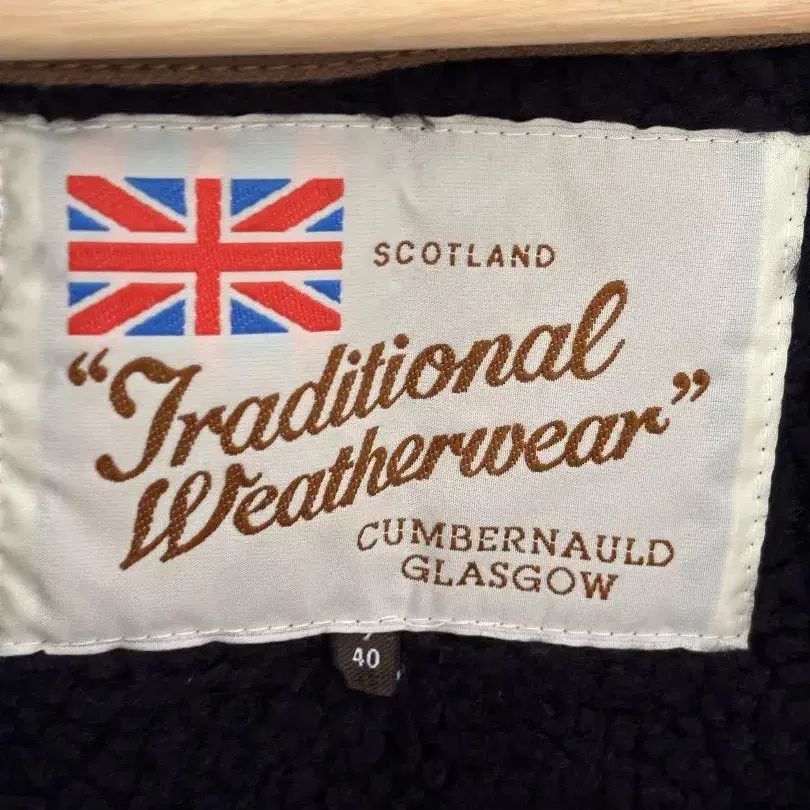 SCOTLAND
“Traditional
Weatherwear”
CUMBERNAULD
GLASGOW
40